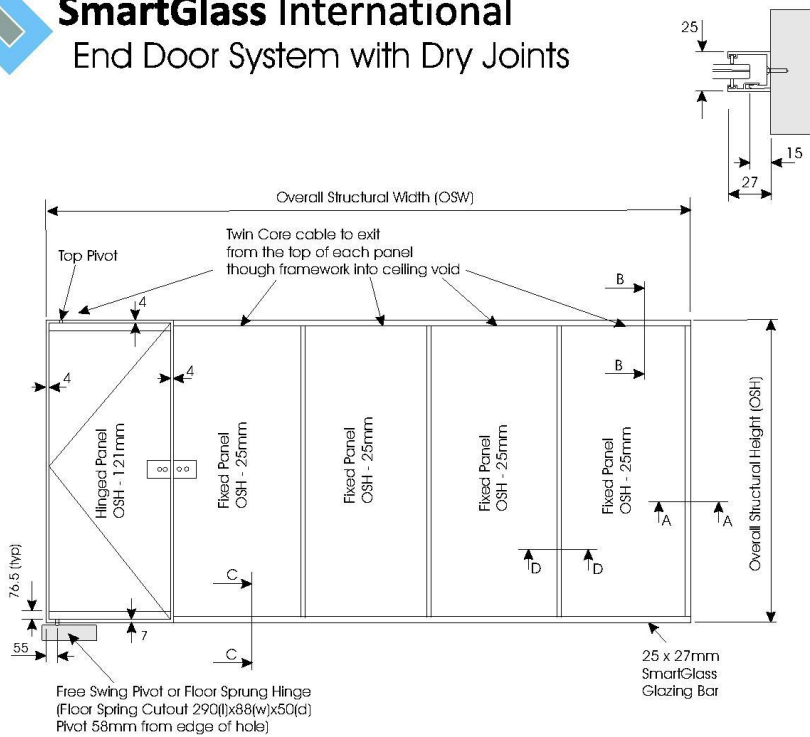 SmartGlass International
End Door System with Dry Joints
25
15
27
Overall Structural Width (OSW)
Twin Core cable to exit
from the top of each panel
though framework into ceiling void
Top Pivot
B
B
4
4
4
Hinged Panel
OSH - 121mm
Fixed Panel
OSH - 25mm
Fixed Panel
OSH - 25mm
Fixed Panel
OSH - 25mm
Fixed Panel
OSH - 25mm
Overall Structural Height (OSH)
A
A
D
D
C
C
76.5 (typ)
55
7
25 x 27mm
SmartGlass
Glazing Bar
Free Swing Pivot or Floor Sprung Hinge
(Floor Spring Cutout 290(l)x88(w)x50(d)
Pivot 58mm from edge of hole)